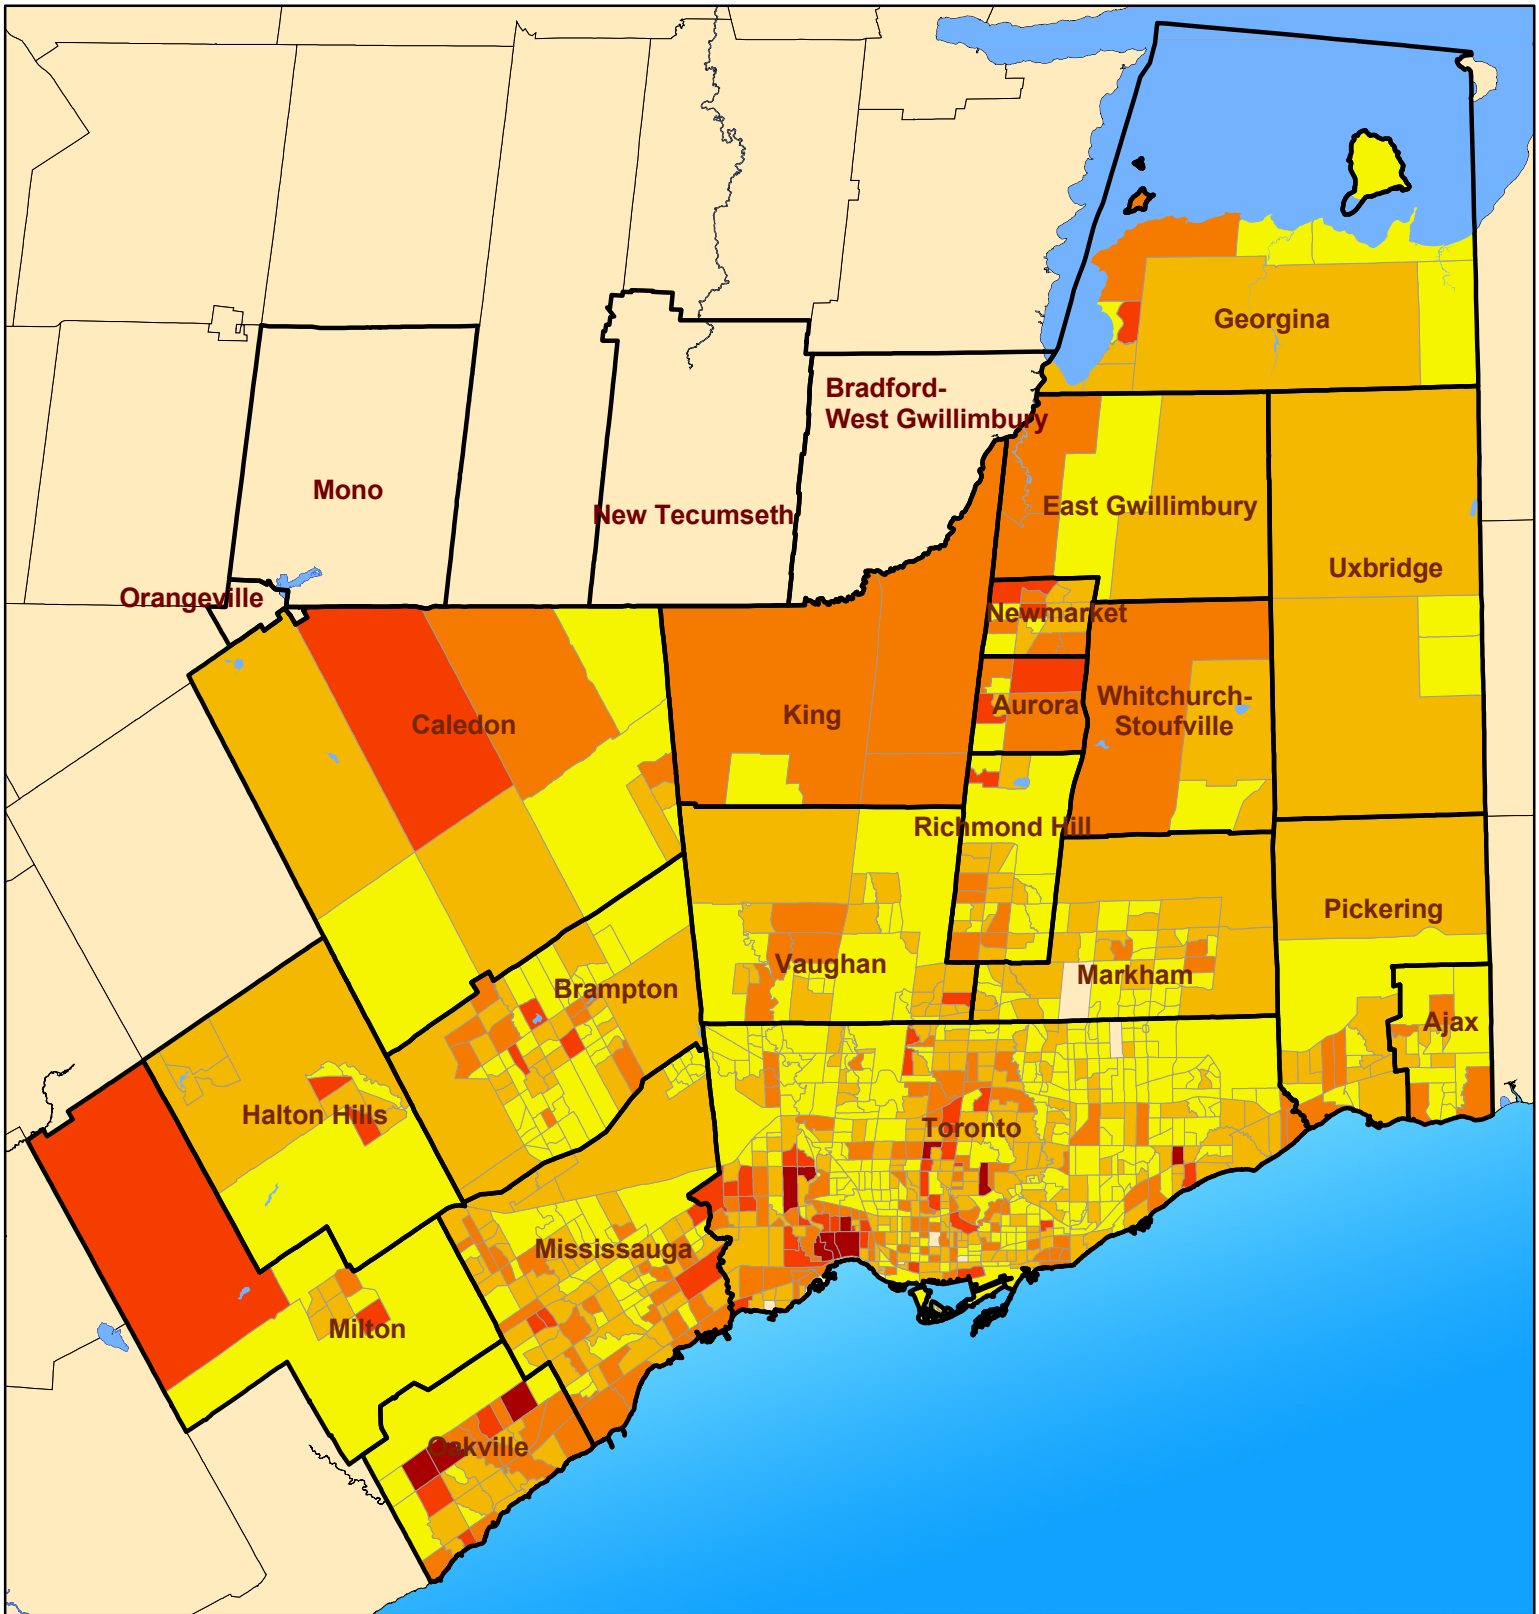 Georgina
Bradford-
West Gwillimbury
Mono
New Tecumseth
East Gwillimbury
Uxbridge
Orangeville
Newmarket
Caledon
King
Aurora
Whitchurch-
Stoufville
Richmond Hill
Pickering
Vaughan
Markham
Brampton
Ajax
Halton Hills
Toronto
Mississauga
Milton
Oakville